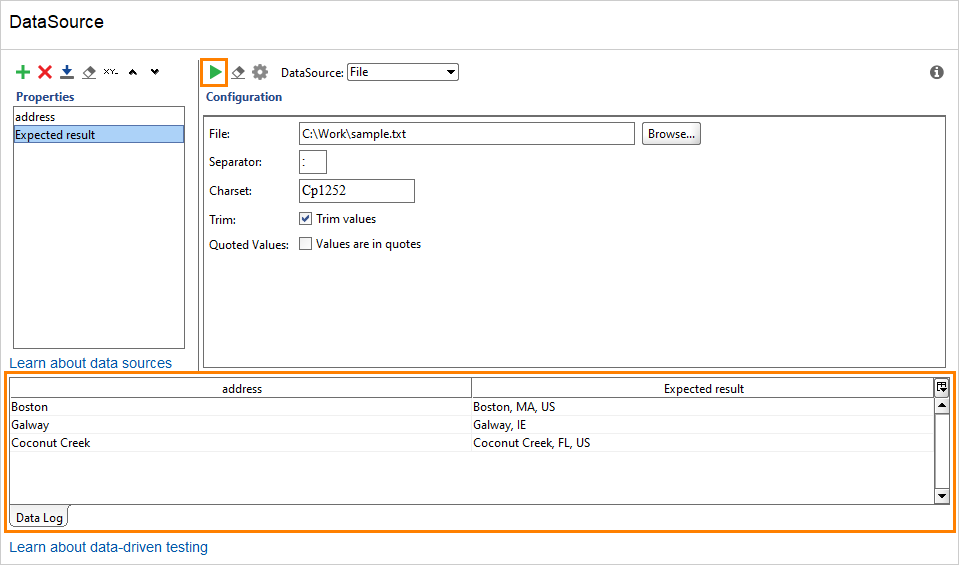 DataSource
XY-
DataSource: File
Properties
Configuration
address
Expected result
File: C:\Work\sample.txt Browse...
Separator: :
Charset: Cp1252
Trim: Trim values
Quoted Values: Values are in quotes
Learn about data sources
address Expected result
Boston Boston, MA, US
Galway Galway, IE
Coconut Creek Coconut Creek, FL, US
Data Log
Learn about data-driven testing